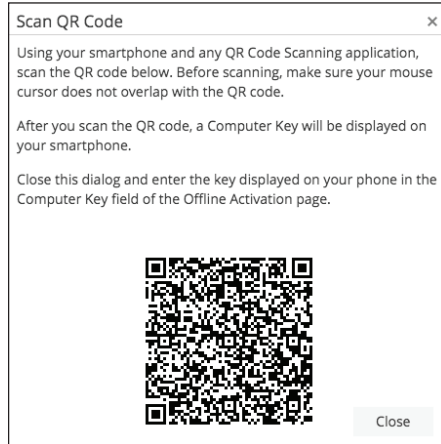 Scan QR Code
Using your smartphone and any QR Code Scanning application,
scan the QR code below. Before scanning, make sure your mouse
cursor does not overlap with the QR code.
After you scan the QR code, a Computer Key will be displayed on
your smartphone.
Close this dialog and enter the key displayed on your phone in the
Computer Key field of the Offline Activation page.
Close